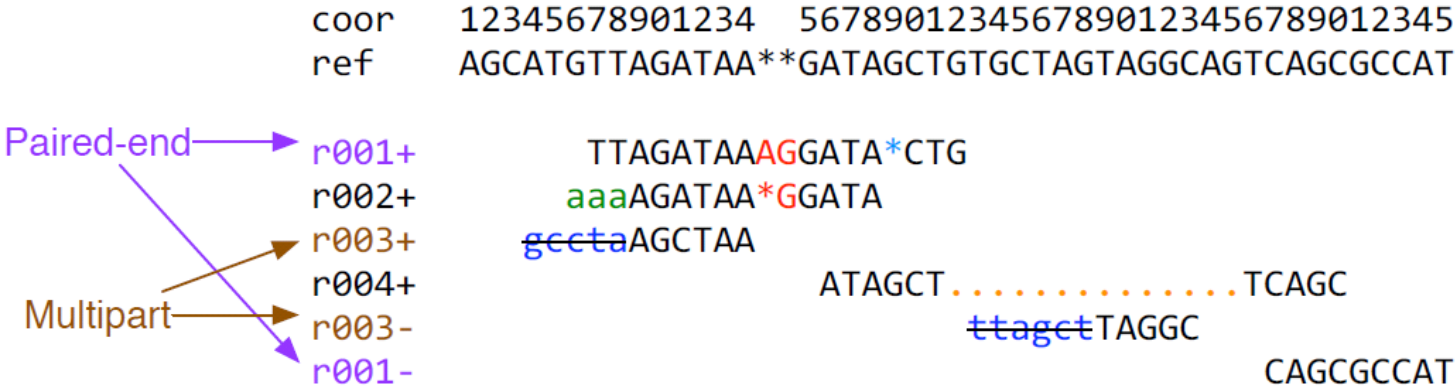 coor 12345678901234  5678901234567890123456789012345
ref AGCATGTTAGATAA**GATAGCTGTGCTAGTAGGCAGTCAGCGCCAT
Paired-end
r001+ TTAGATAAAGGATA*CTG
r002+ aaaAGATAA*GGATA
r003+ gcctaAGCTAA
r004+ ATAGCT..............TCAGC
Multipart
r003- ttagctTAGGC
r001- CAGCGCCAT